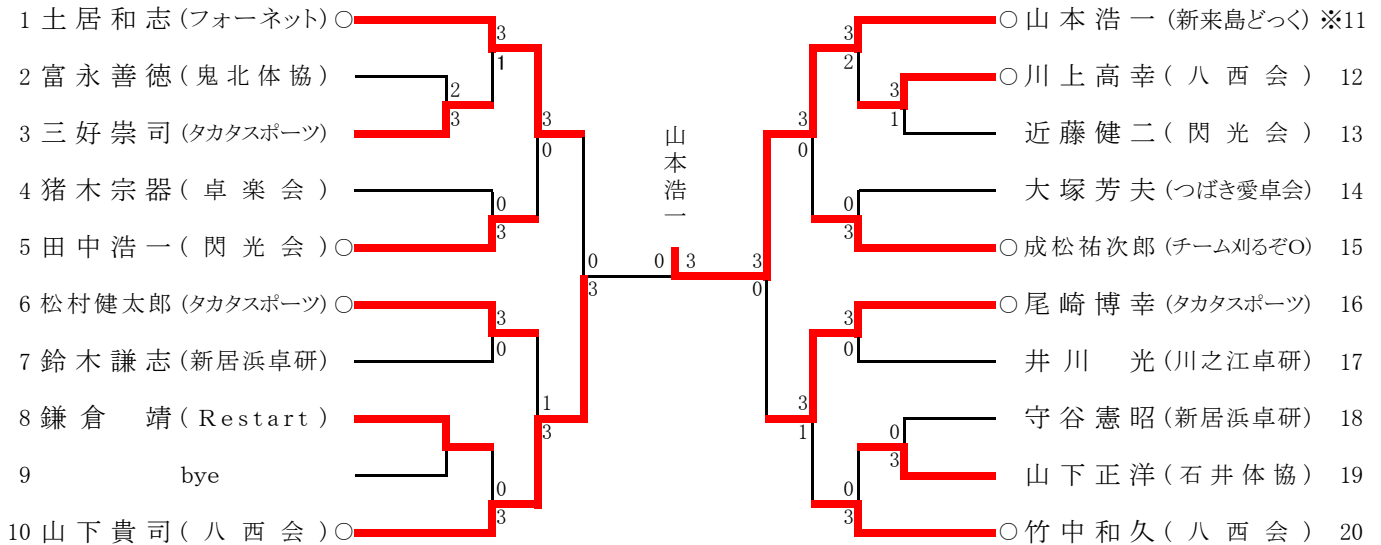 1 土居和志 (フォーネット) ○
2 富永善徳 ( 鬼北体協 )
3 三好崇司 (タカタスポーツ)
4 猪木宗器 ( 卓楽会 )
5 田中浩一 ( 閃光会 ) ○
6 松村健太郎 (タカタスポーツ) ○
7 鈴木謙志 (新居浜卓研)
8 鎌倉 靖 ( Restart )
9 bye
10 山下貴司 ( 八西会 ) ○
3
1
2
3
0
3
3
0
3
0
0
3
1
3
0
3
山本浩一
0 3
3
0
3
0
3
1
3
2
3
1
0
3
3
0
0
3
0
3
○ 山本浩一 (新来島どっく) ※11
○ 川上高幸 ( 八西会 ) 12
近藤健二 ( 閃光会 ) 13
大塚芳夫 (つばき愛卓会) 14
○ 成松祐次郎 (チーム刈るぞO) 15
○ 尾崎博幸 (タカタスポーツ) 16
井川 光 (川之江卓研) 17
守谷憲昭 (新居浜卓研) 18
山下正洋 ( 石井体協 ) 19
○ 竹中和久 ( 八西会 ) 20